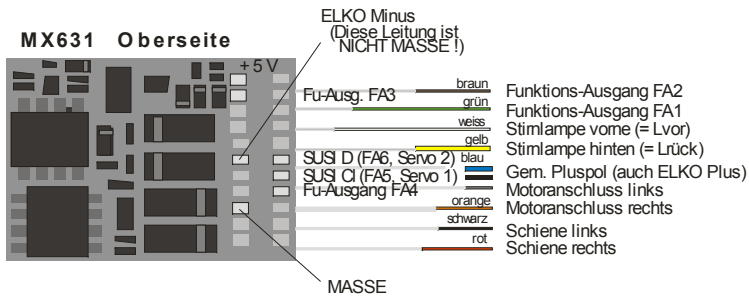 ELKO Minus
(Diese Leitung ist
NICHT MASSE !)
MX631 Oberseite
+5V
braun
Fu-Ausg. FA3
Funktions-Ausgang FA2
grün
Funktions-Ausgang FA1
weiss
Stirnlampe vorne (= Lvor)
gelb
Stirnlampe hinten (= Lrück)
SUSI D (FA6, Servo 2)
blau
Gem. Pluspol (auch ELKO Plus)
SUSI Cl (FA5, Servo 1)
Fu-Ausgang FA4
Motoranschluss links
orange
Motoranschluss rechts
schwarz
Schiene links
rot
Schiene rechts
MASSE